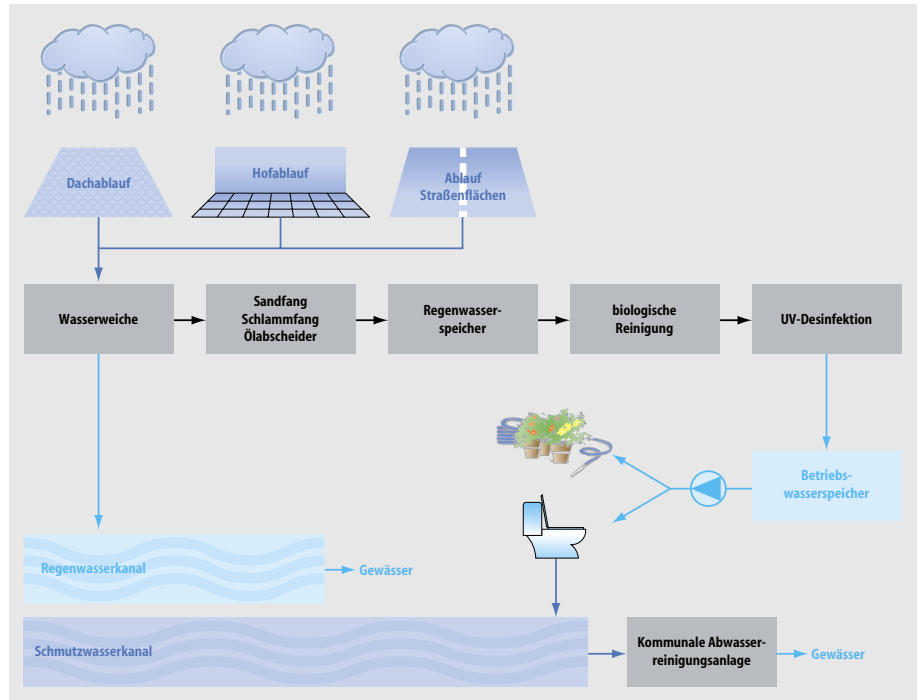 Dachablauf
Hofablauf
Ablauf
Straßenflächen
Wasserweiche
Sandfang
Schlammfang
Ölabscheider
Regenwasser-
speicher
biologische
Reinigung
UV-Desinfektion
Betriebs-
wasserspeicher
Regenwasserkanal
Gewässer
Schmutzwasserkanal
Kommunale Abwasser-
reinigungsanlage
Gewässer